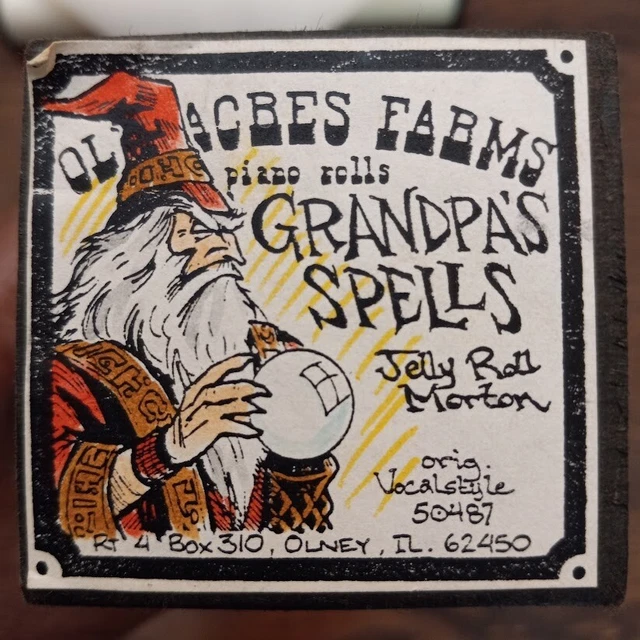 OL' ACRES FARMS
piano rolls
GRANDPA'S
SPELLS
Jelly Roll
Morton
orig.
Vocalstyle
50487
RT 4 BOX 310, OLNEY, IL. 62450